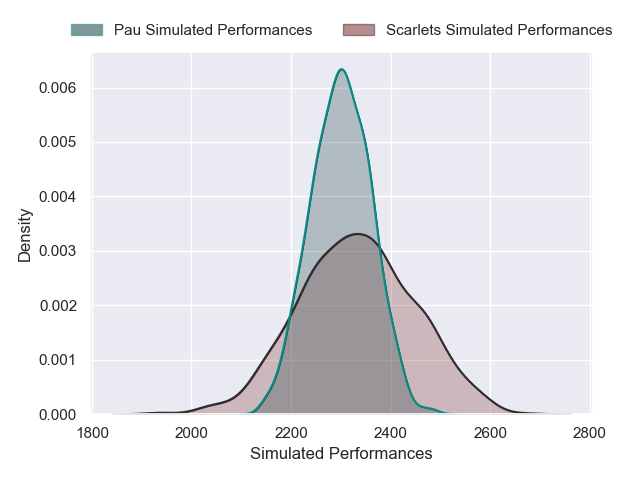 Pau Simulated Performances Scarlets Simulated Performances
0.006
0.005
0.004
0.003
0.002
0.001
0.000
Density
1800 2000 2200 2400 2600 2800
Simulated Performances